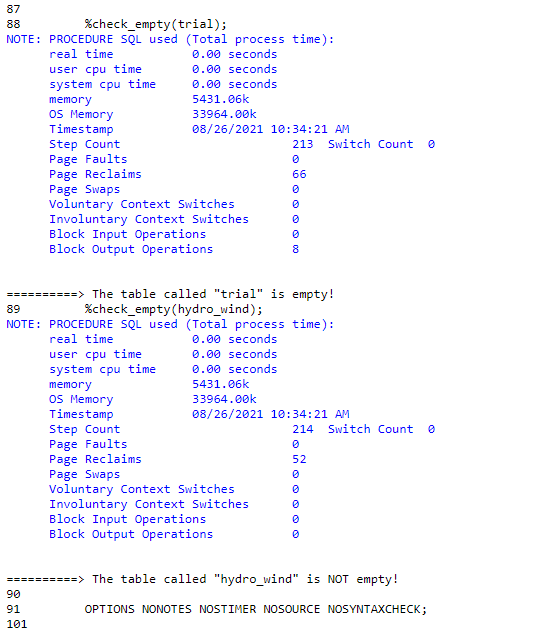 87
88         %check_empty(trial);
NOTE: PROCEDURE SQL used (Total process time):
      real time           0.00 seconds
      user cpu time       0.00 seconds
      system cpu time     0.00 seconds
      memory              5431.06k
      OS Memory           33964.00k
      Timestamp           08/26/2021 10:34:21 AM
      Step Count                        213  Switch Count  0
      Page Faults                       0
      Page Reclaims                     66
      Page Swaps                        0
      Voluntary Context Switches        0
      Involuntary Context Switches      0
      Block Input Operations            0
      Block Output Operations           8
==========> The table called "trial" is empty!
89         %check_empty(hydro_wind);
NOTE: PROCEDURE SQL used (Total process time):
      real time           0.00 seconds
      user cpu time       0.00 seconds
      system cpu time     0.00 seconds
      memory              5431.06k
      OS Memory           33964.00k
      Timestamp           08/26/2021 10:34:21 AM
      Step Count                        214  Switch Count  0
      Page Faults                       0
      Page Reclaims                     52
      Page Swaps                        0
      Voluntary Context Switches        0
      Involuntary Context Switches      0
      Block Input Operations            0
      Block Output Operations           0
==========> The table called "hydro_wind" is NOT empty!
90
91         OPTIONS NONOTES NOSTIMER NOSOURCE NOSYNTAXCHECK;
101